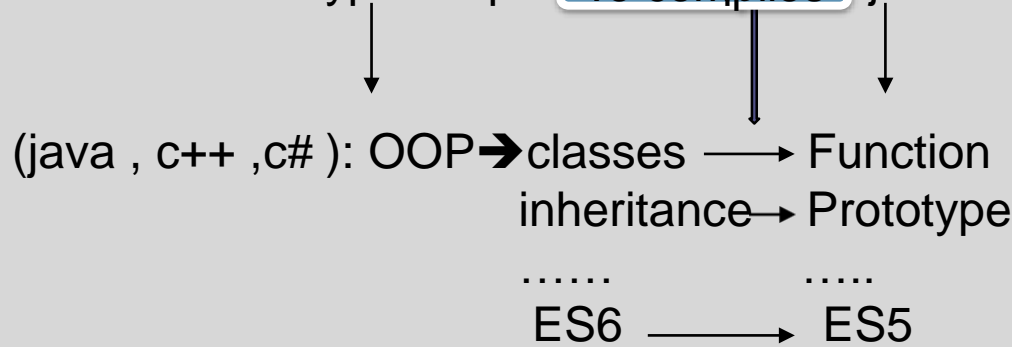 (java , c++ ,c# ): OOP➔classes → Function
inheritance → Prototype
…… …..
ES6 → ES5